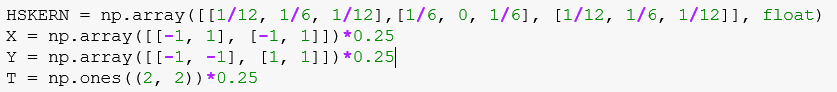 HSKERN = np.array([[1/12, 1/6, 1/12],[1/6, 0, 1/6], [1/12, 1/6, 1/12]], float)
X = np.array([[-1, 1], [-1, 1]])*0.25
Y = np.array([[-1, -1], [1, 1]])*0.25
T = np.ones((2, 2))*0.25